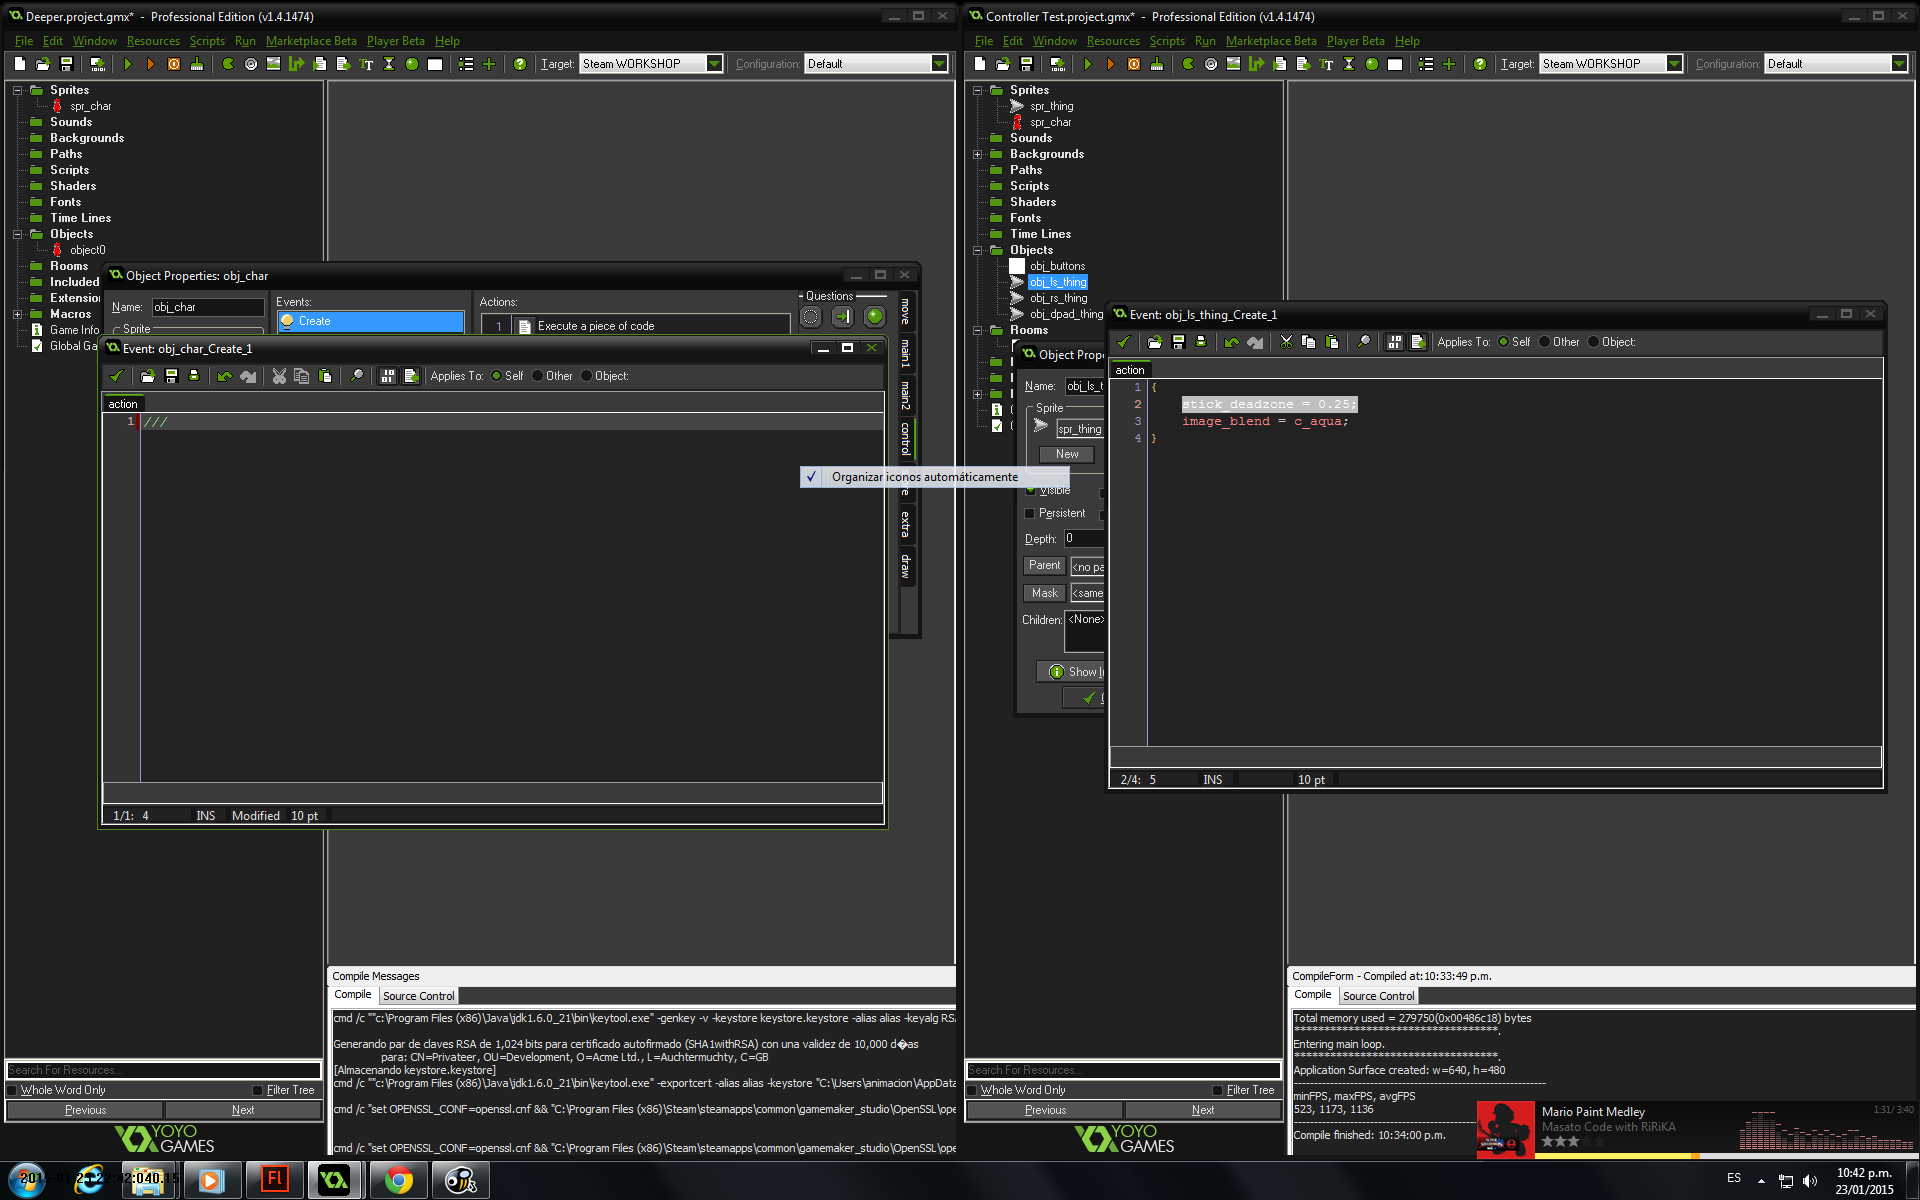 Deeper.project.gmx* - Professional Edition (v1.4.1474)
File Edit Window Resources Scripts Run Marketplace Beta Player Beta Help
Target: Steam WORKSHOP Configuration: Default
Sprites
spr_char
Sounds
Backgrounds
Paths
Scripts
Shaders
Fonts
Time Lines
Objects
object0
Rooms
Included
Extensio
Macros
Game Info
Global Ga
Object Properties: obj_char
Name: obj_char
Sprite
Events:
Create
Actions:
1 Execute a piece of code
Questions
move
main1
main2
control
extra
draw
Event: obj_char_Create_1
Applies To: Self Other Object:
action
1 ///
1/1: 4 INS Modified 10 pt
Organizar iconos automáticamente
Compile Messages
Compile Source Control
cmd /c ""c:\Program Files (x86)\Java\jdk1.6.0_21\bin\keytool.exe" -genkey -v -keystore keystore.keystore -alias alias -keyalg RS
Generando par de claves RSA de 1,024 bits para certificado autofirmado (SHA1withRSA) con una validez de 10,000 d�as
para: CN=Privateer, OU=Development, O=Acme Ltd., L=Auchtermuchty, C=GB
[Almacenando keystore.keystore]
cmd /c ""c:\Program Files (x86)\Java\jdk1.6.0_21\bin\keytool.exe" -exportcert -alias alias -keystore "C:\Users\animacion\AppData
cmd /c "set OPENSSL_CONF=openssl.cnf && "C:\Program Files (x86)\Steam\steamapps\common\gamemaker_studio\OpenSSL\ope
cmd /c "set OPENSSL_CONF=openssl.cnf && "C:\Program Files (x86)\Steam\steamapps\common\gamemaker_studio\OpenSSL\ope
Search For Resources...
Whole Word Only Filter Tree
Previous Next
YOYO
GAMES
Controller Test.project.gmx* - Professional Edition (v1.4.1474)
File Edit Window Resources Scripts Run Marketplace Beta Player Beta Help
Target: Steam WORKSHOP Configuration: Default
Sprites
spr_thing
spr_char
Sounds
Backgrounds
Paths
Scripts
Shaders
Fonts
Time Lines
Objects
obj_buttons
obj_ls_thing
obj_rs_thing
obj_dpad_thing
Rooms
Object Prope
Name: obj_ls_t
Sprite
spr_thing
New
Visible
Persistent
Depth: 0
Parent <no pa
Mask <same
Children: <None>
Show I
Event: obj_ls_thing_Create_1
Applies To: Self Other Object:
action
1 {
2 stick_deadzone = 0.25;
3 image_blend = c_aqua;
4 }
2/4: 5 INS 10 pt
CompileForm - Compiled at: 10:33:49 p.m.
Compile Source Control
Total memory used = 279750(0x00486c18) bytes
***********************************.
Entering main loop.
***********************************.
Application Surface created: w=640, h=480
minFPS, maxFPS, avgFPS
523, 1173, 1136
Compile finished: 10:34:00 p.m.
Search For Resources...
Whole Word Only Filter Tree
Previous Next
YOYO
GAMES
Mario Paint Medley
Masato Code with RiRiKA
1:31/ 3:40
Fl
ES
10:42 p.m.
23/01/2015